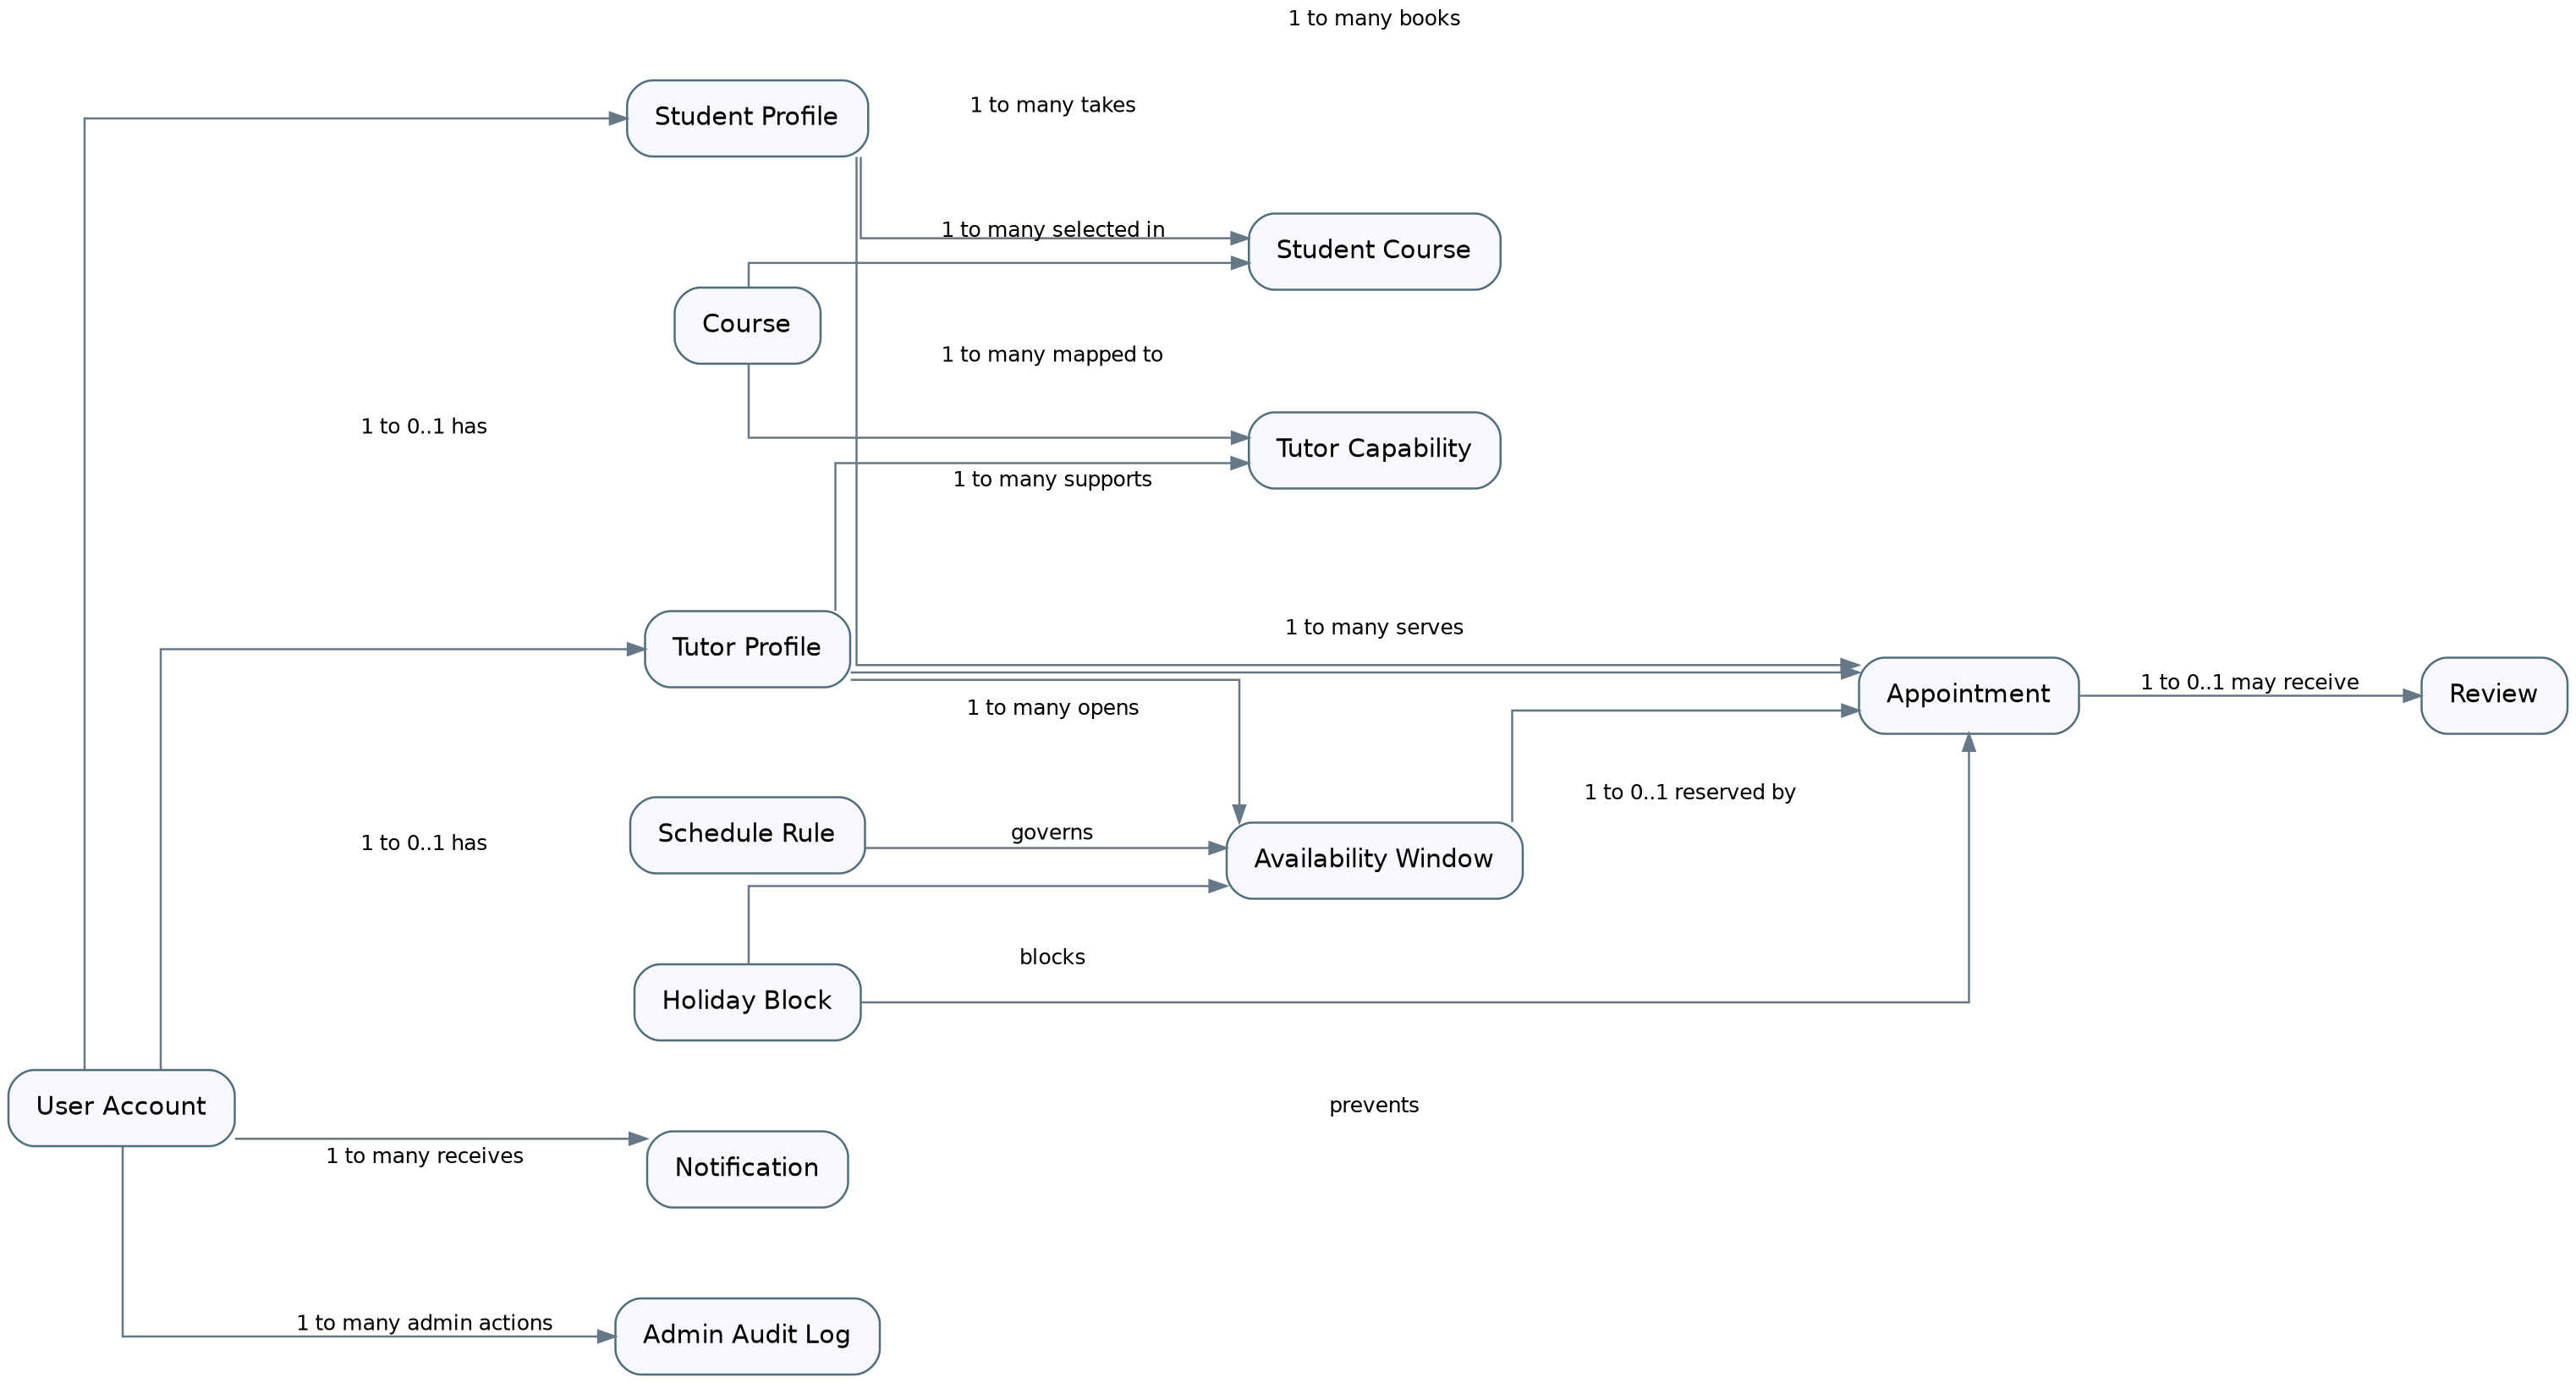 1 to many books
Student Profile
1 to many takes
1 to many selected in
Student Course
Course
1 to many mapped to
1 to 0..1 has
Tutor Capability
1 to many supports
Tutor Profile
1 to many serves
1 to many opens
Appointment
1 to 0..1 may receive
Review
1 to 0..1 reserved by
Schedule Rule
governs
1 to 0..1 has
Availability Window
blocks
Holiday Block
User Account
prevents
1 to many receives
Notification
1 to many admin actions
Admin Audit Log